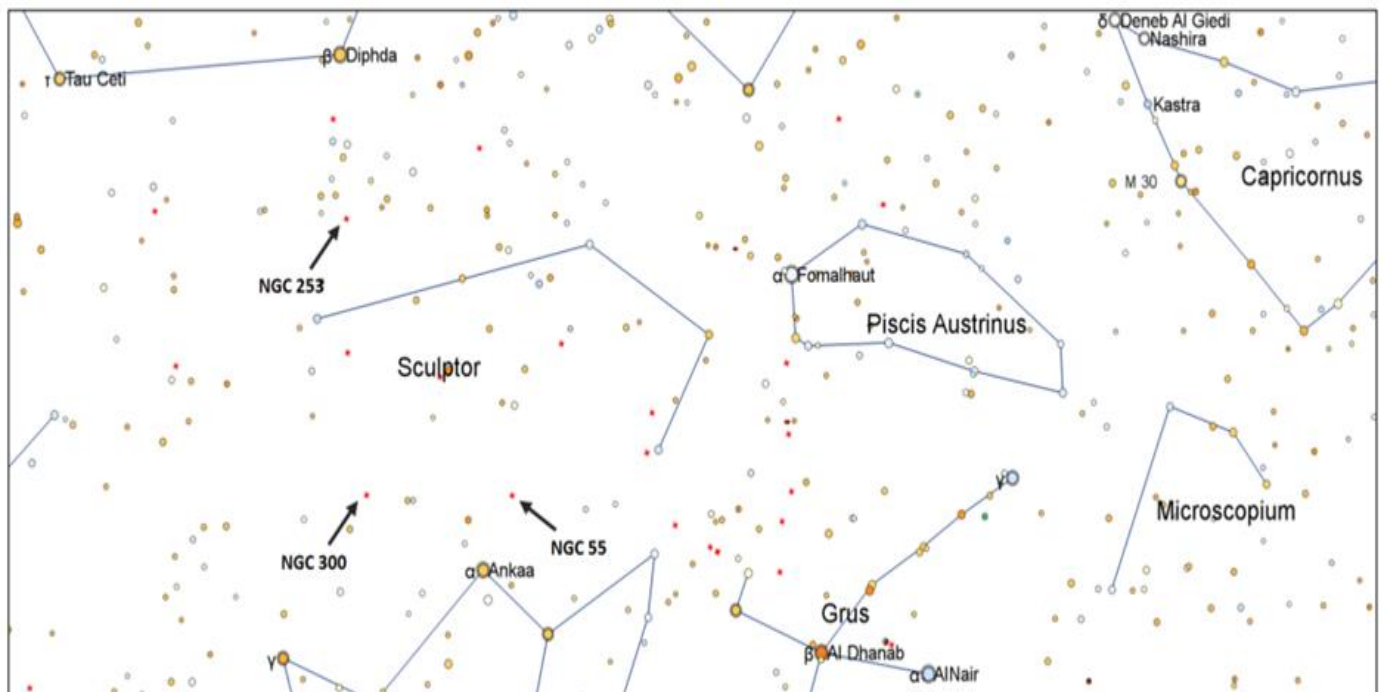 δ Deneb Al Giedi
Nashira
β Diphda
τ Tau Ceti
Kastra
M 30
Capricornus
NGC 253
α Fomalhaut
Piscis Austrinus
Sculptor
γ
Microscopium
NGC 300
NGC 55
α Ankaa
Grus
γ
β Al Dhanab
α AlNair